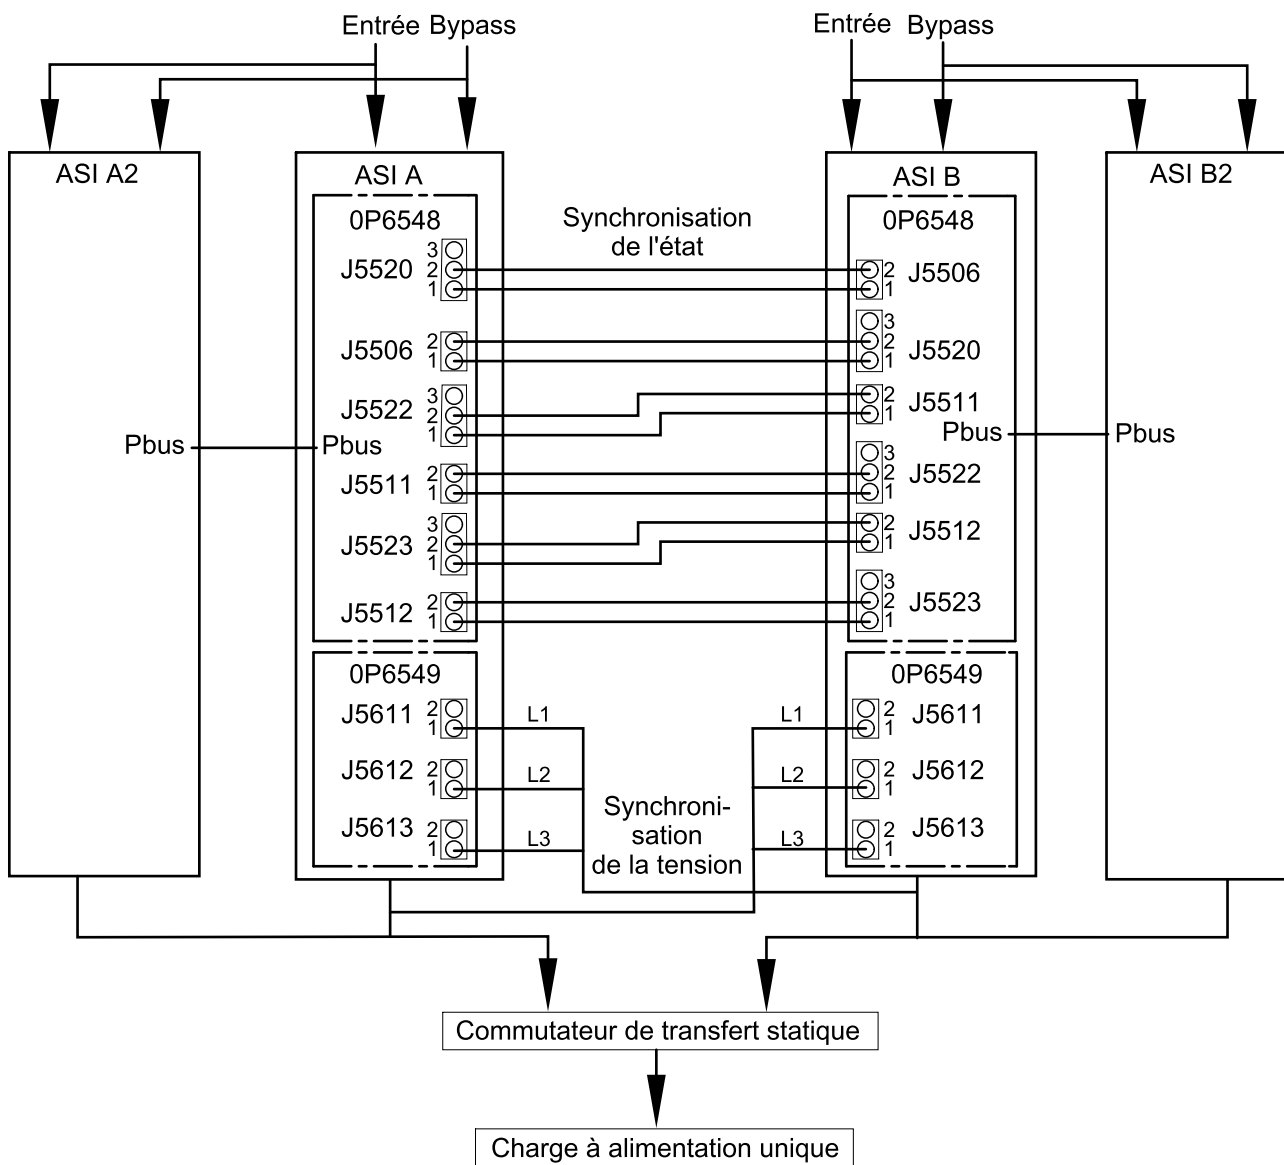 Entrée Bypass
Entrée Bypass
ASI A2
ASI A
ASI B
ASI B2
0P6548
Synchronisation
de l'état
0P6548
3
J5520 2
1
2 J5506
1
J5506 2
1
3
2 J5520
1
3
J5522 2
1
2 J5511
1
Pbus
Pbus
Pbus
Pbus
J5511 2
1
3
2 J5522
1
3
J5523 2
1
2 J5512
1
J5512 2
1
3
2 J5523
1
0P6549
0P6549
J5611 2
1
L1
L1
2 J5611
1
J5612 2
1
L2
L2
2 J5612
1
Synchroni-
sation
de la tension
J5613 2
1
L3
L3
2 J5613
1
Commutateur de transfert statique
Charge à alimentation unique